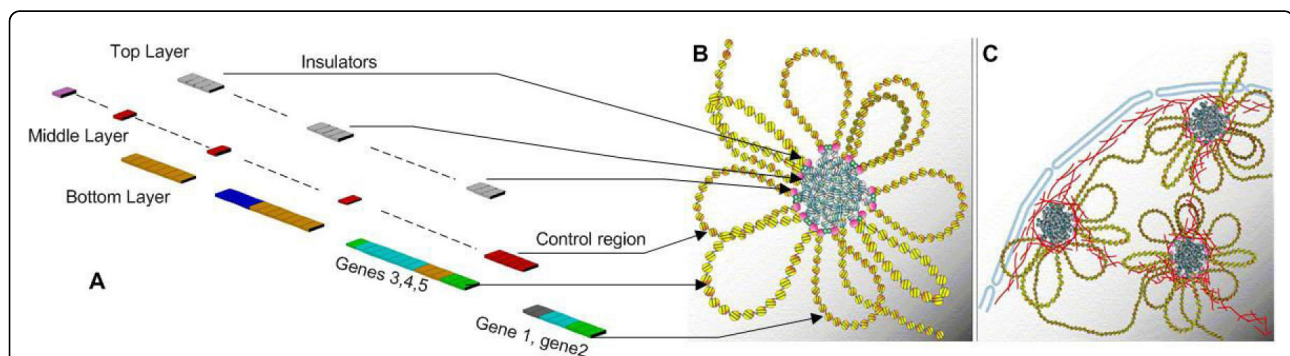 Top Layer
Insulators
Middle Layer
Bottom Layer
Control region
Genes 3,4,5
Gene 1, gene2
A
B
C